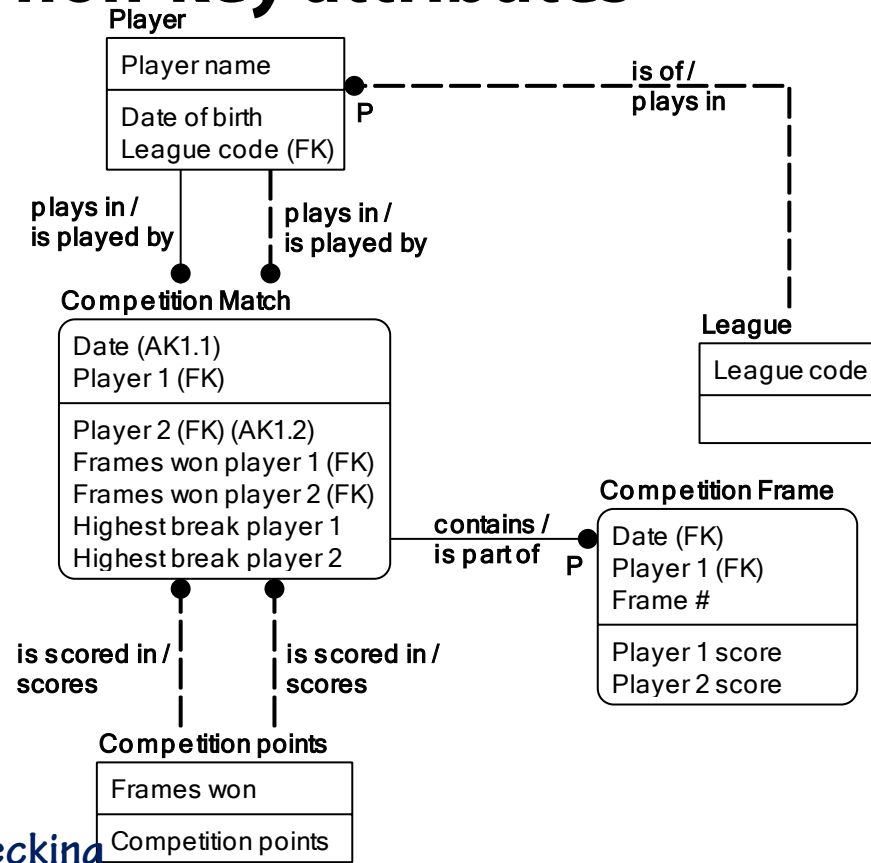 non-key attributes
Player
Player name
Date of birth
League code (FK)
P
is of /
plays in
plays in /
is played by
plays in /
is played by
Competition Match
Date (AK1.1)
Player 1 (FK)
Player 2 (FK) (AK1.2)
Frames won player 1 (FK)
Frames won player 2 (FK)
Highest break player 1
Highest break player 2
League
League code
contains /
is part of
P
Competition Frame
Date (FK)
Player 1 (FK)
Frame #
Player 1 score
Player 2 score
is scored in /
scores
is scored in /
scores
Competition points
Frames won
Competition points
ecking